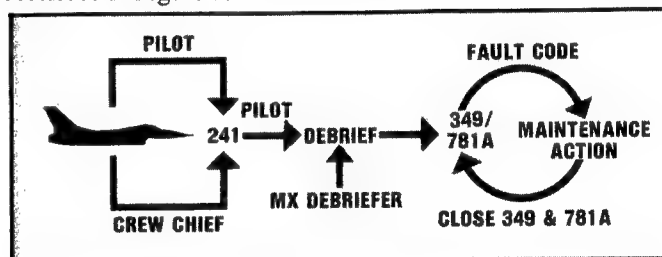 PILOT
FAULT CODE
241
PILOT
DEBRIEF
349/
781A
MAINTENANCE
ACTION
MX DEBRIEFER
CREW CHIEF
CLOSE 349 & 781A